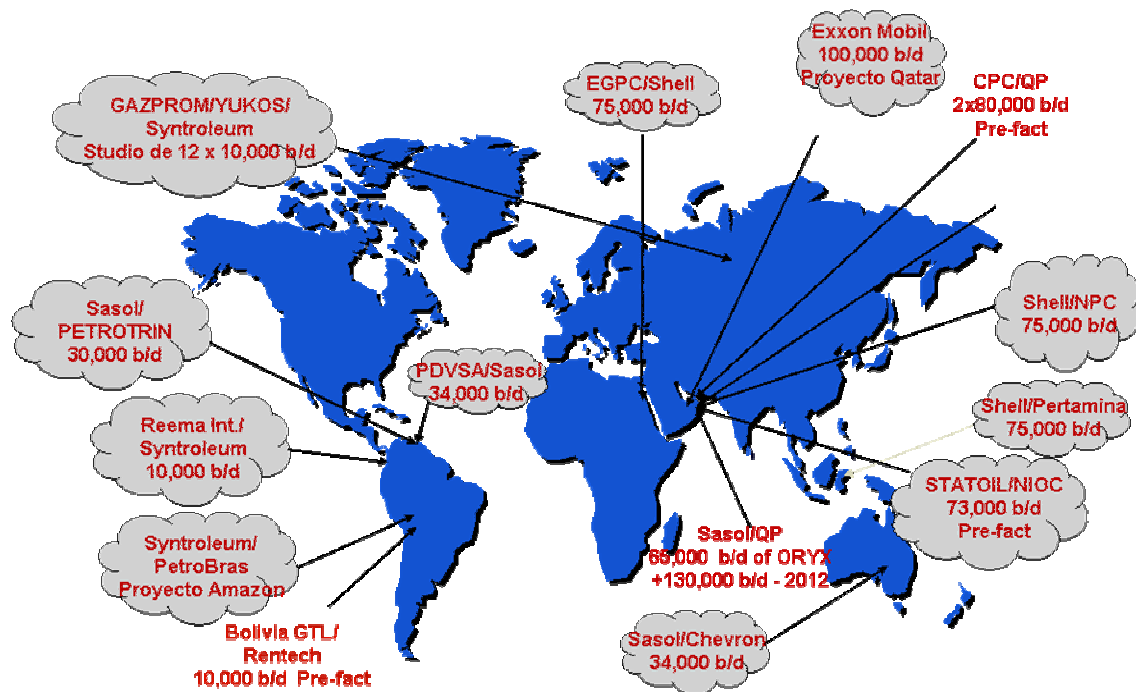 Exxon Mobil
100,000 b/d
Proyecto Qatar
EGPC/Shell
75,000 b/d
CPC/QP
2x80,000 b/d
Pre-fact
GAZPROM/YUKOS/
Syntroleum
Studio de 12 x 10,000 b/d
Sasol/
PETROTRIN
30,000 b/d
Shell/NPC
75,000 b/d
PDVSA/Sasol
34,000 b/d
Reema Int./
Syntroleum
10,000 b/d
Shell/Pertamina
75,000 b/d
STATOIL/NIOC
73,000 b/d
Pre-fact
Syntroleum/
PetroBras
Proyecto Amazon
Sasol/QP
65,000 b/d of ORYX
+130,000 b/d - 2012
Bolivia GTL/
Rentech
10,000 b/d Pre-fact
Sasol/Chevron
34,000 b/d